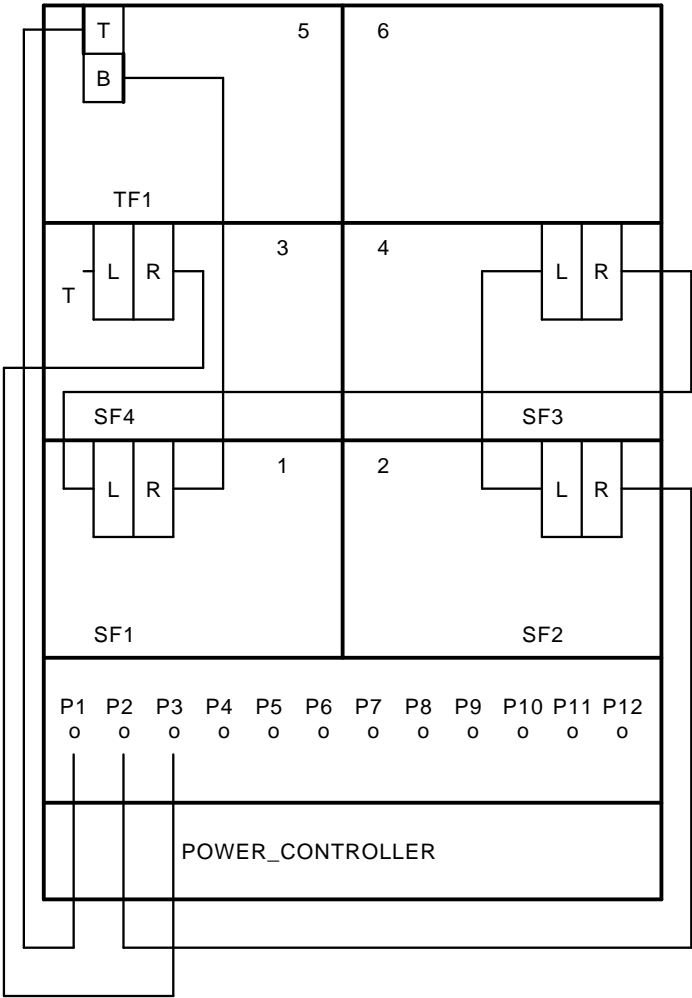 T 5 6
B
TF1
3 4
L R L R
T
SF4 SF3
1 2
L R L R
SF1 SF2
P1 P2 P3 P4 P5 P6 P7 P8 P9 P10 P11 P12
o o o o o o o o o o o o
POWER_CONTROLLER